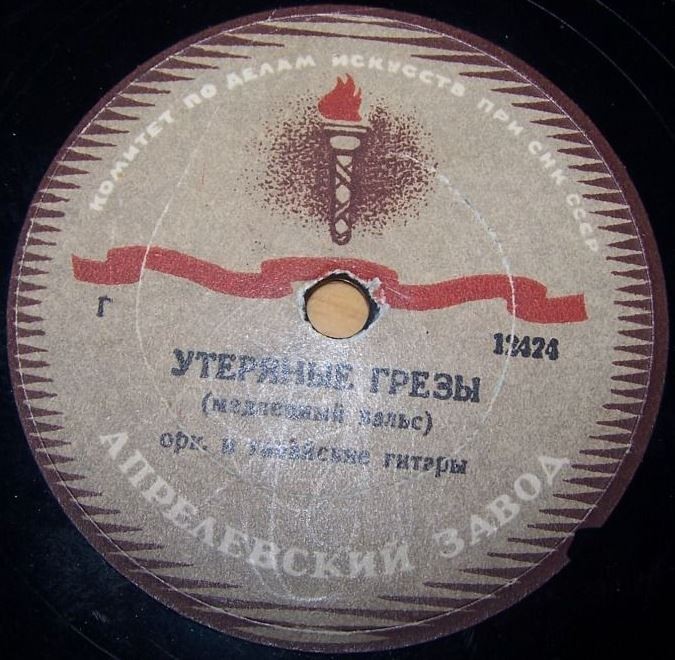 КОМИТЕТ ПО ДЕЛАМ ИСКУССТВ ПРИ СНК СССР
Г
12424
УТЕРЯНЫЕ ГРЕЗЫ
(медленный вальс)
орк. и гавайские гитары
АПРЕЛЕВСКИЙ ЗАВОД